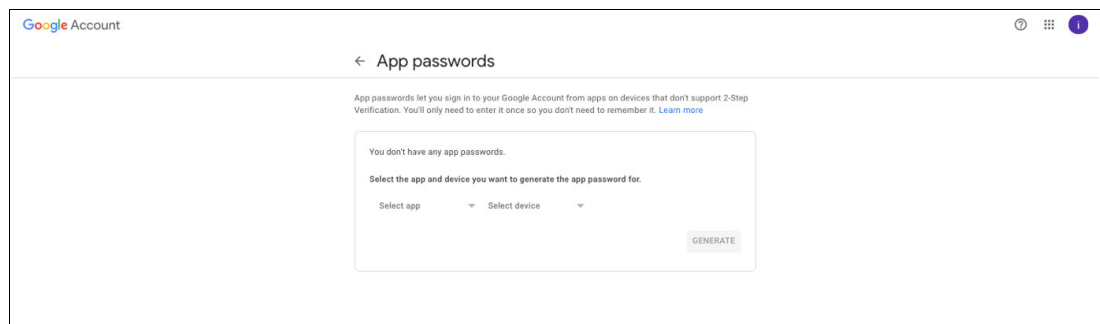 Google Account
i
App passwords
App passwords let you sign in to your Google Account from apps on devices that don't support 2-Step
Verification. You'll only need to enter it once so you don't need to remember it. Learn more
You don't have any app passwords.
Select the app and device you want to generate the app password for.
Select app Select device
GENERATE